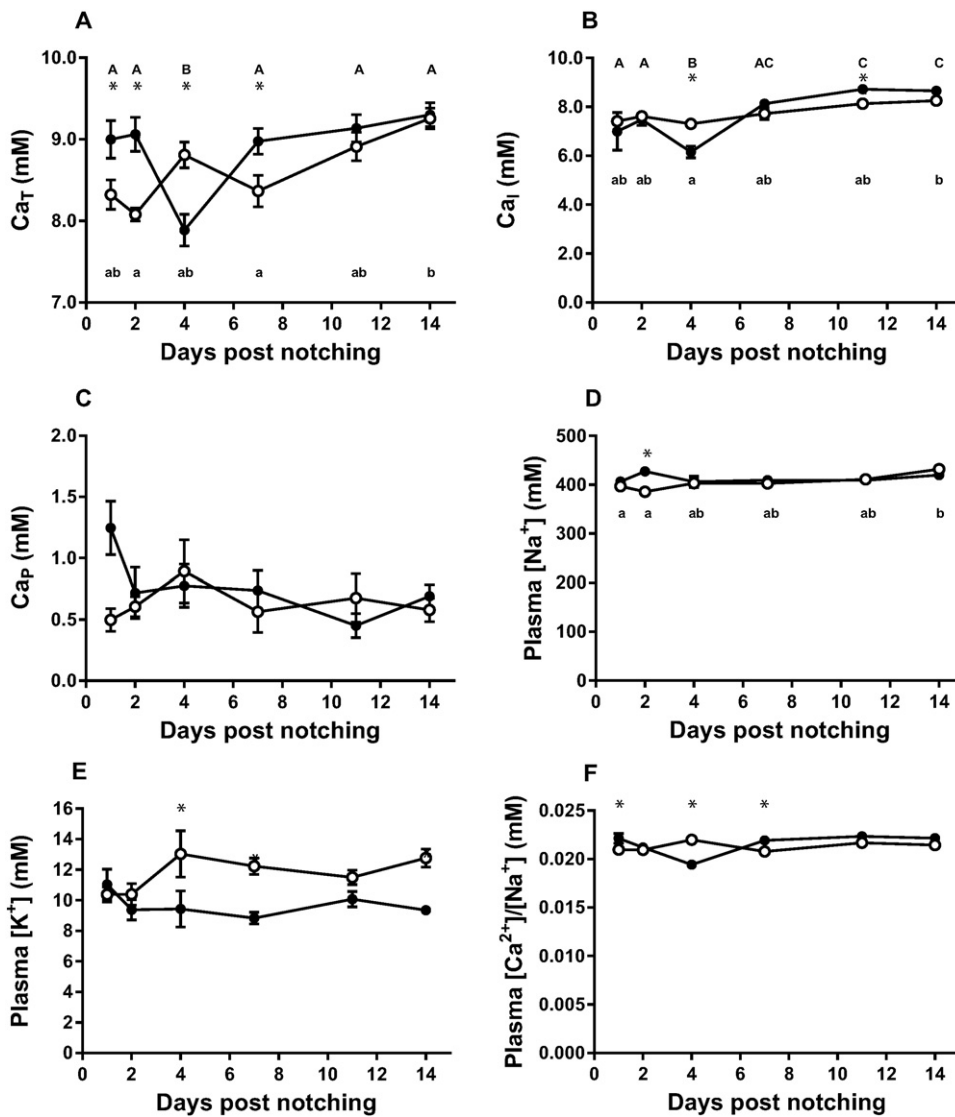 A
10.0
9.0
8.0
7.0
Ca_T (mM)
A A B A A A
* * * *
ab a ab a ab b
0 2 4 6 8 10 12 14
Days post notching
B
10.0
8.0
6.0
4.0
2.0
0.0
Ca_I (mM)
A A B AC C C
* *
ab ab a ab ab b
0 2 4 6 8 10 12 14
Days post notching
C
2.0
1.5
1.0
0.5
0.0
Ca_P (mM)
0 2 4 6 8 10 12 14
Days post notching
D
500
400
300
200
100
0
Plasma [Na⁺] (mM)
*
a a ab ab ab b
0 2 4 6 8 10 12 14
Days post notching
E
16
14
12
10
8
6
4
2
0
Plasma [K⁺] (mM)
* * *
0 2 4 6 8 10 12 14
Days post notching
F
0.025
0.020
0.015
0.010
0.005
0.000
Plasma [Ca²⁺]/[Na⁺] (mM)
* * *
0 2 4 6 8 10 12 14
Days post notching